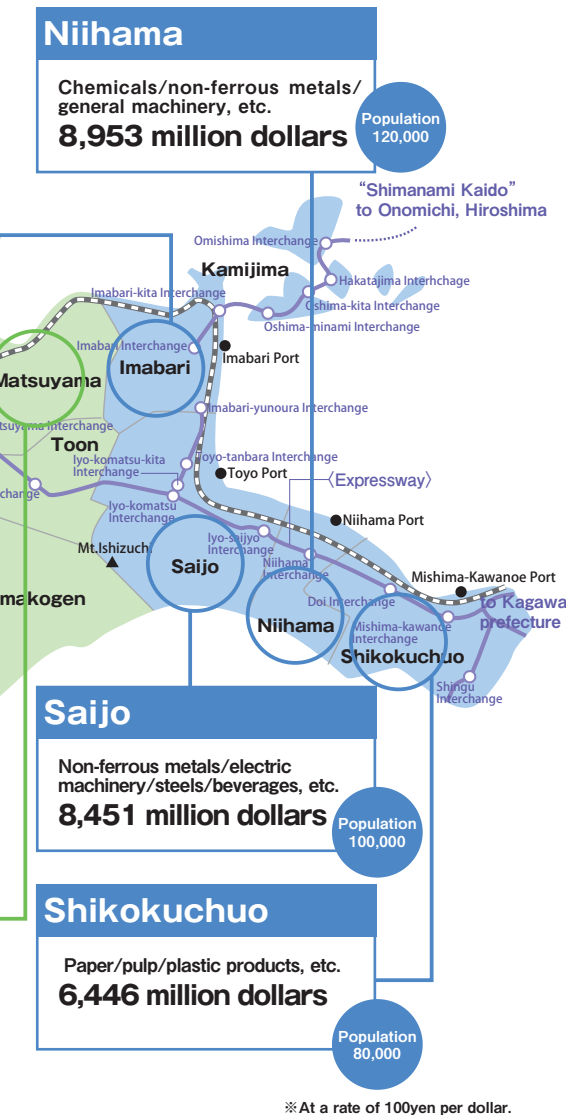 Niihama
Chemicals/non-ferrous metals/
general machinery, etc.
8,953 million dollars
Population
120,000
“Shimanami Kaido”
to Onomichi, Hiroshima
Omishima Interchange
Kamijima
Hakatajima Interhchage
Imabari-kita Interchange
Oshima-kita Interchange
Oshima-minami Interchange
Imabari Interchange
Imabari Port
Imabari
Matsuyama
Imabari-yunoura Interchange
tsuyama Interchange
Toon
Iyo-komatsu-kita
Interchange
Toyo-tanbara Interchange
Toyo Port
〈Expressway〉
change
Iyo-komatsu
Interchange
Niihama Port
Iyo-saijyo
Interchange
Mt.Ishizuchi
Saijo
Niihama
Interchange
Mishima-Kawanoe Port
makogen
Doi Interchange
to Kagawa
prefecture
Niihama
Mishima-kawanoe
Interchange
Shikokuchuo
Shingu
Interchange
Saijo
Non-ferrous metals/electric
machinery/steels/beverages, etc.
8,451 million dollars
Population
100,000
Shikokuchuo
Paper/pulp/plastic products, etc.
6,446 million dollars
Population
80,000
※At a rate of 100yen per dollar.